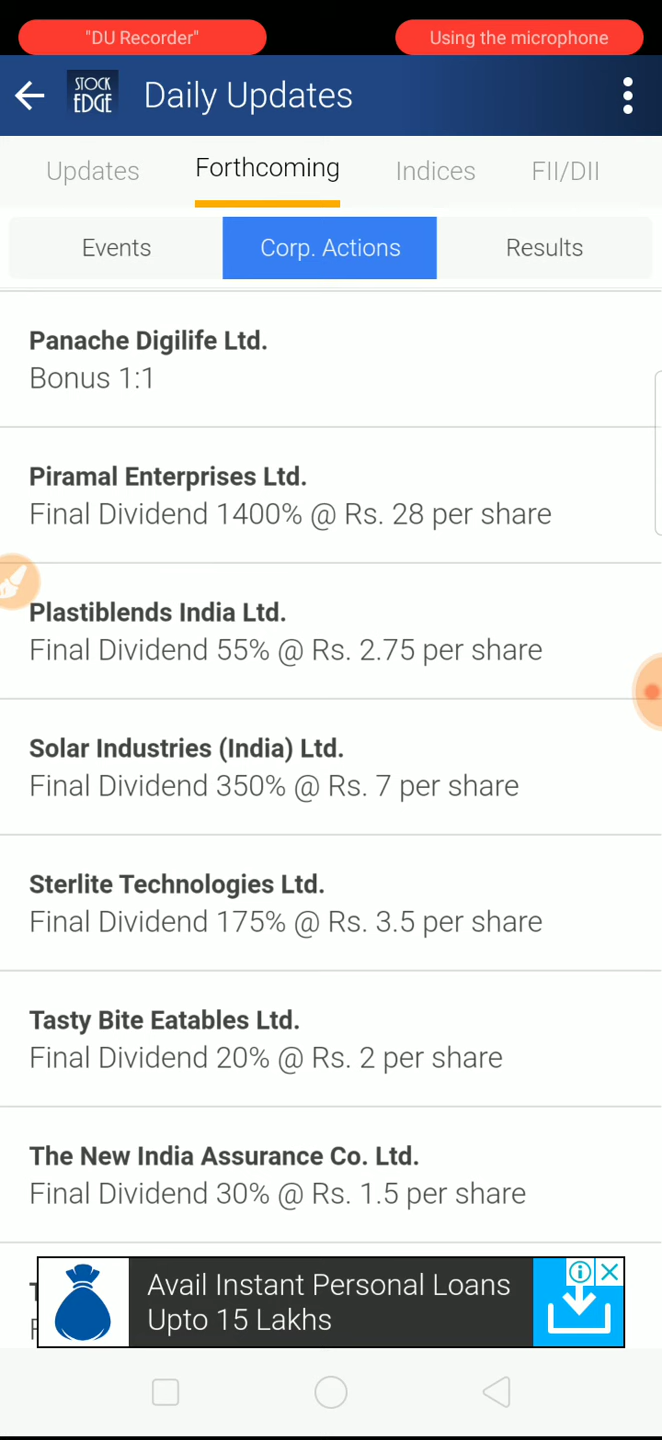 "DU Recorder"
Using the microphone
STOCK
EDGE
Daily Updates
Updates
Forthcoming
Indices
FII/DII
Events
Corp. Actions
Results
Panache Digilife Ltd.
Bonus 1:1
Piramal Enterprises Ltd.
Final Dividend 1400% @ Rs. 28 per share
Plastiblends India Ltd.
Final Dividend 55% @ Rs. 2.75 per share
Solar Industries (India) Ltd.
Final Dividend 350% @ Rs. 7 per share
Sterlite Technologies Ltd.
Final Dividend 175% @ Rs. 3.5 per share
Tasty Bite Eatables Ltd.
Final Dividend 20% @ Rs. 2 per share
The New India Assurance Co. Ltd.
Final Dividend 30% @ Rs. 1.5 per share
Avail Instant Personal Loans
Upto 15 Lakhs